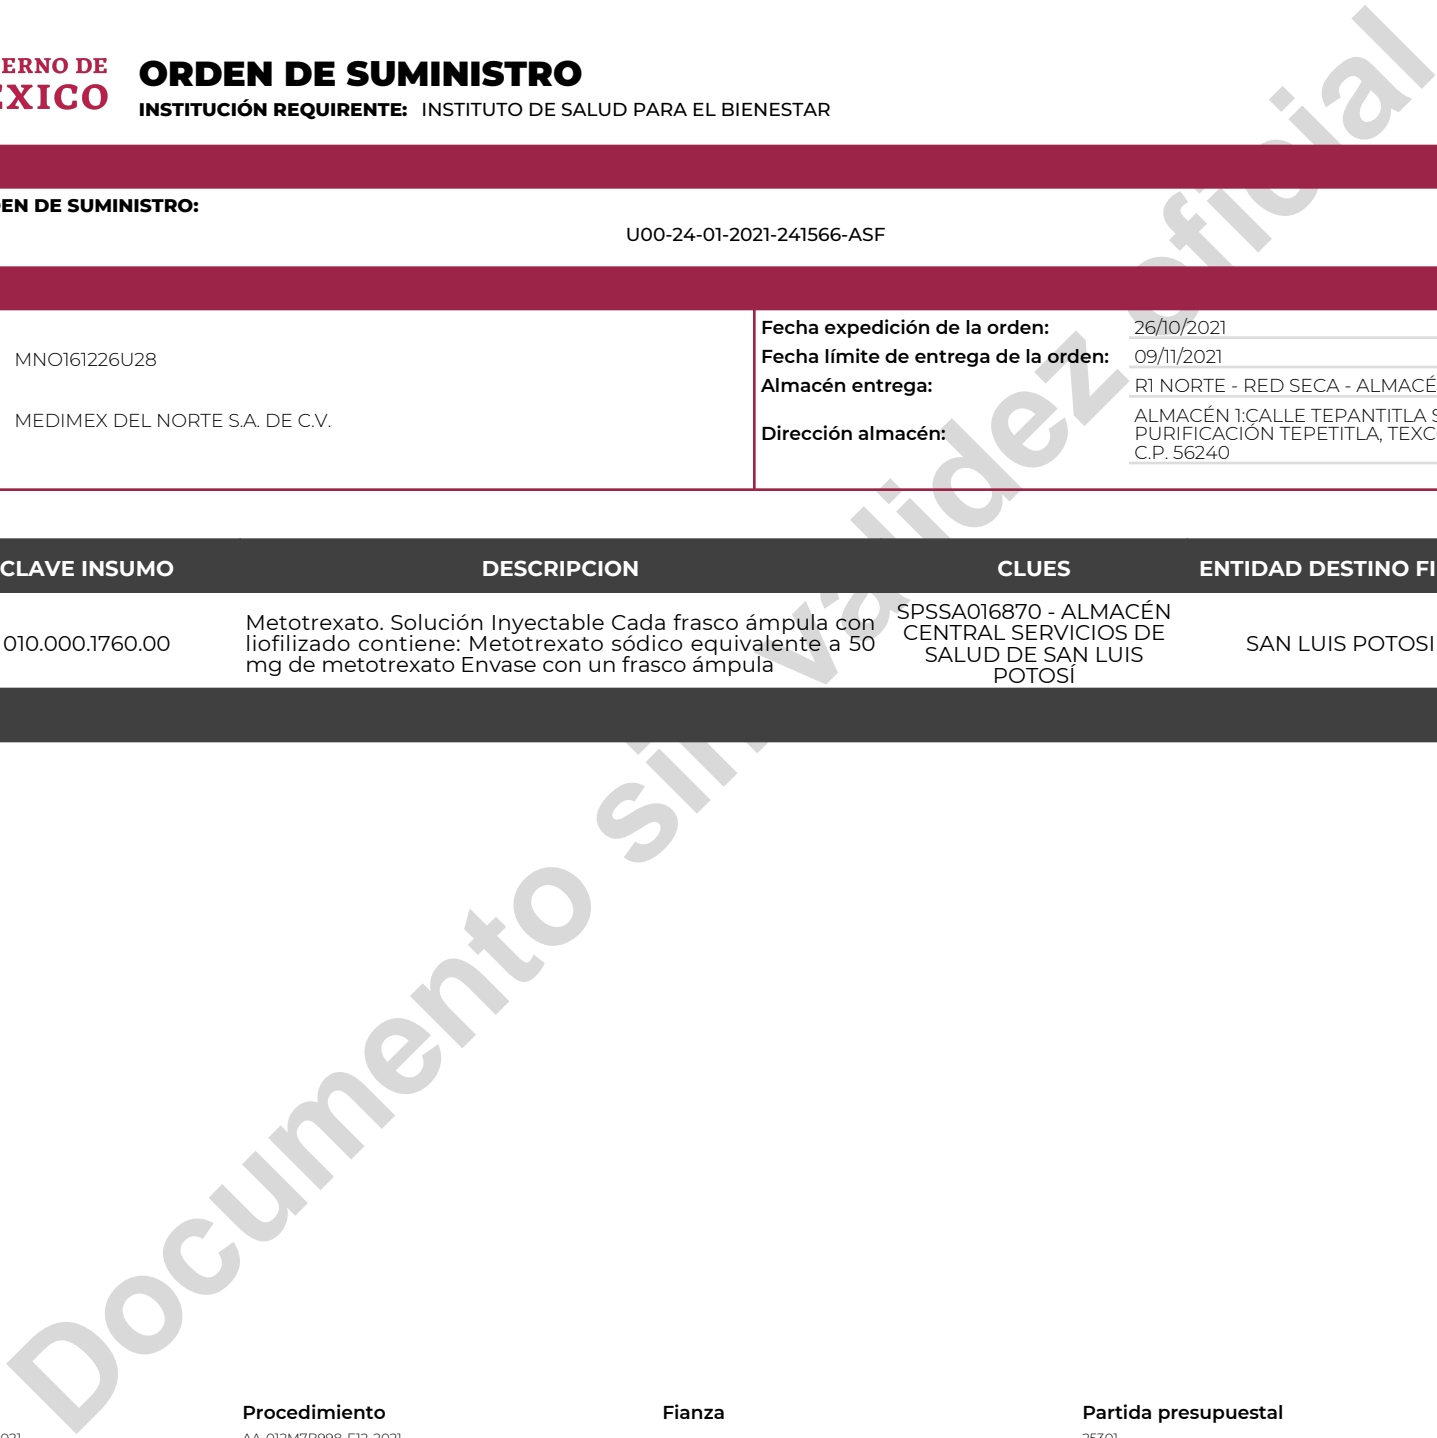 ERNO DE
ORDEN DE SUMINISTRO
XICO
INSTITUCIÓN REQUIRENTE: INSTITUTO DE SALUD PARA EL BIENESTAR
EN DE SUMINISTRO:
U00-24-01-2021-241566-ASF
MNO161226U28
MEDIMEX DEL NORTE S.A. DE C.V.
Fecha expedición de la orden: 26/10/2021
Fecha límite de entrega de la orden: 09/11/2021
Almacén entrega: R1 NORTE - RED SECA - ALMACÉ
Dirección almacén:
ALMACÉN 1:CALLE TEPANTITLA S
PURIFICACIÓN TEPETITLA, TEXC
C.P. 56240
CLAVE INSUMO DESCRIPCION CLUES ENTIDAD DESTINO FI
010.000.1760.00
Metotrexato. Solución Inyectable Cada frasco ámpula con
liofilizado contiene: Metotrexato sódico equivalente a 50
mg de metotrexato Envase con un frasco ámpula
SPSSA016870 - ALMACÉN
CENTRAL SERVICIOS DE
SALUD DE SAN LUIS
POTOSÍ
SAN LUIS POTOSI
Documento sin validez oficial
Procedimiento Fianza Partida presupuestal